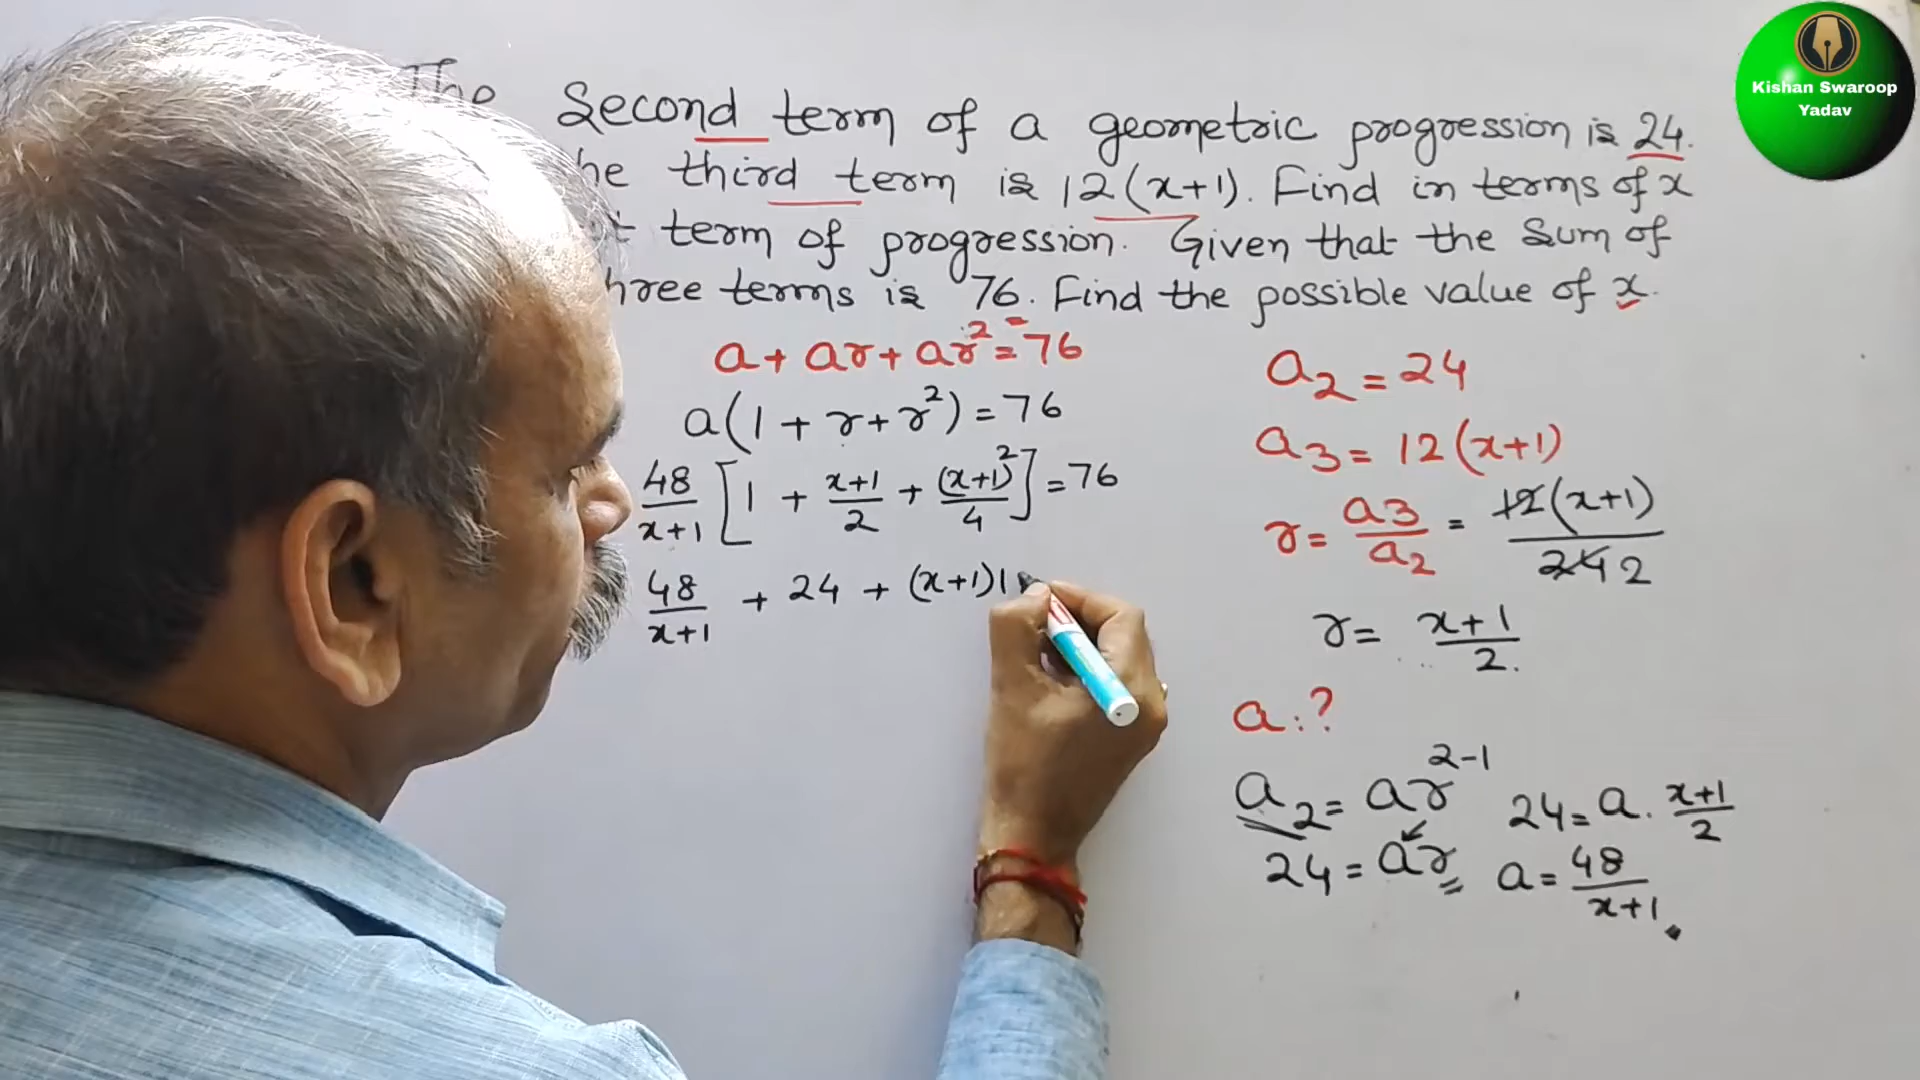 The Second term of a geometric progression is 24.
he third term is 12(x+1). Find in terms of x
t term of progression. Given that the Sum of
hree terms is 76. Find the possible value of x.
a + ar + ar² = 76
a(1 + r + r²) = 76
48/(x+1) [1 + (x+1)/2 + (x+1)²/4] = 76
48/(x+1) + 24 + (x+1)1
a₂ = 24
a₃ = 12(x+1)
r = a3/a₂ = 12(x+1)/24 2
r = (x+1)/2.
a:?
a₂ = ar²⁻¹
24 = ar
24 = a. (x+1)/2
a = 48/(x+1).
Kishan Swaroop
Yadav